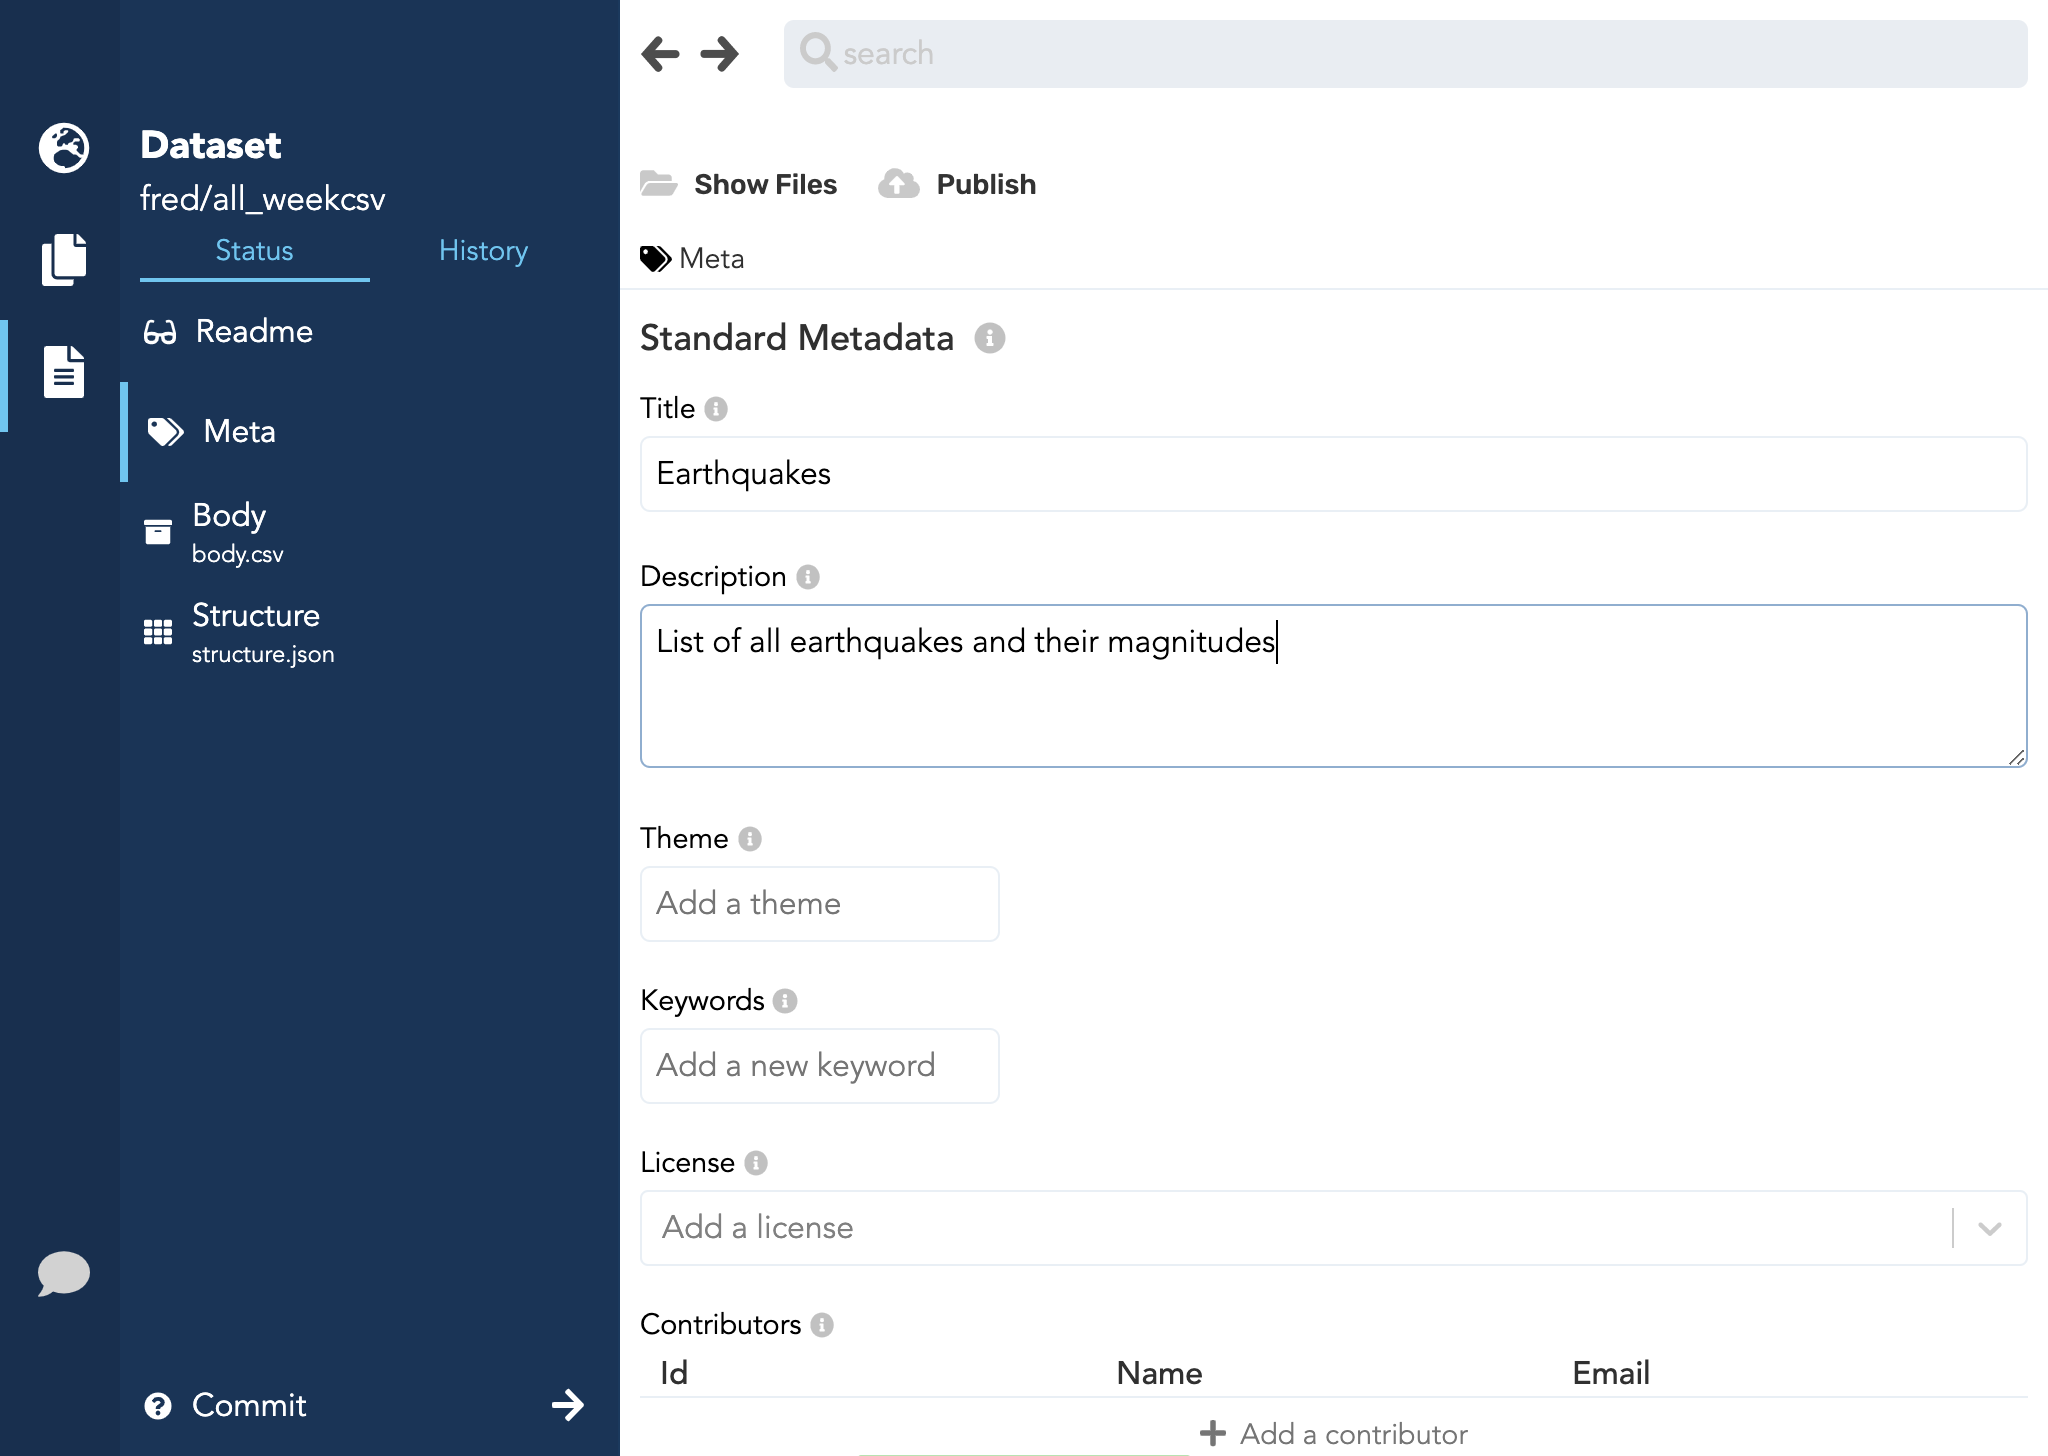 search
Dataset
fred/all_weekcsv
Status History
Readme
Meta
Body
body.csv
Structure
structure.json
Commit
Show Files Publish
Meta
Standard Metadata
Title
Earthquakes
Description
List of all earthquakes and their magnitudes
Theme
Add a theme
Keywords
Add a new keyword
License
Add a license
Contributors
Id Name Email
Add a contributor